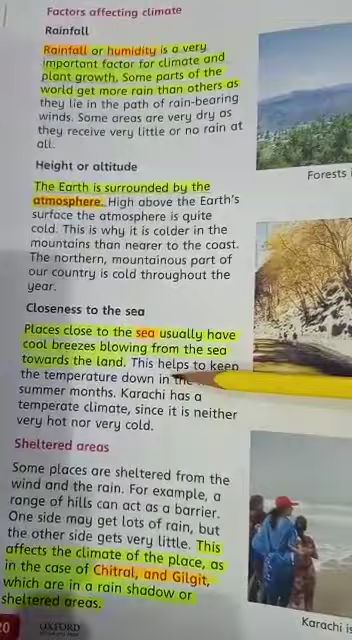 Factors affecting climate
Rainfall
Rainfall or humidity is a very
important factor for climate and
plant growth. Some parts of the
world get more rain than others as
they lie in the path of rain-bearing
winds. Some areas are very dry as
they receive very little or no rain at
all.
Height or altitude
The Earth is surrounded by the
atmosphere. High above the Earth's
surface the atmosphere is quite
cold. This is why it is colder in the
mountains than nearer to the coast.
The northern, mountainous part of
our country is cold throughout the
year.
Closeness to the sea
Places close to the sea usually have
cool breezes blowing from the sea
towards the land. This helps to keep
the temperature down in the
summer months. Karachi has a
temperate climate, since it is neither
very hot nor very cold.
Sheltered areas
Some places are sheltered from the
wind and the rain. For example, a
range of hills can act as a barrier.
One side may get lots of rain, but
the other side gets very little. This
affects the climate of the place, as
in the case of Chitral, and Gilgit,
which are in a rain shadow or
sheltered areas.
20 OXFORD
Forests i
Karachi is